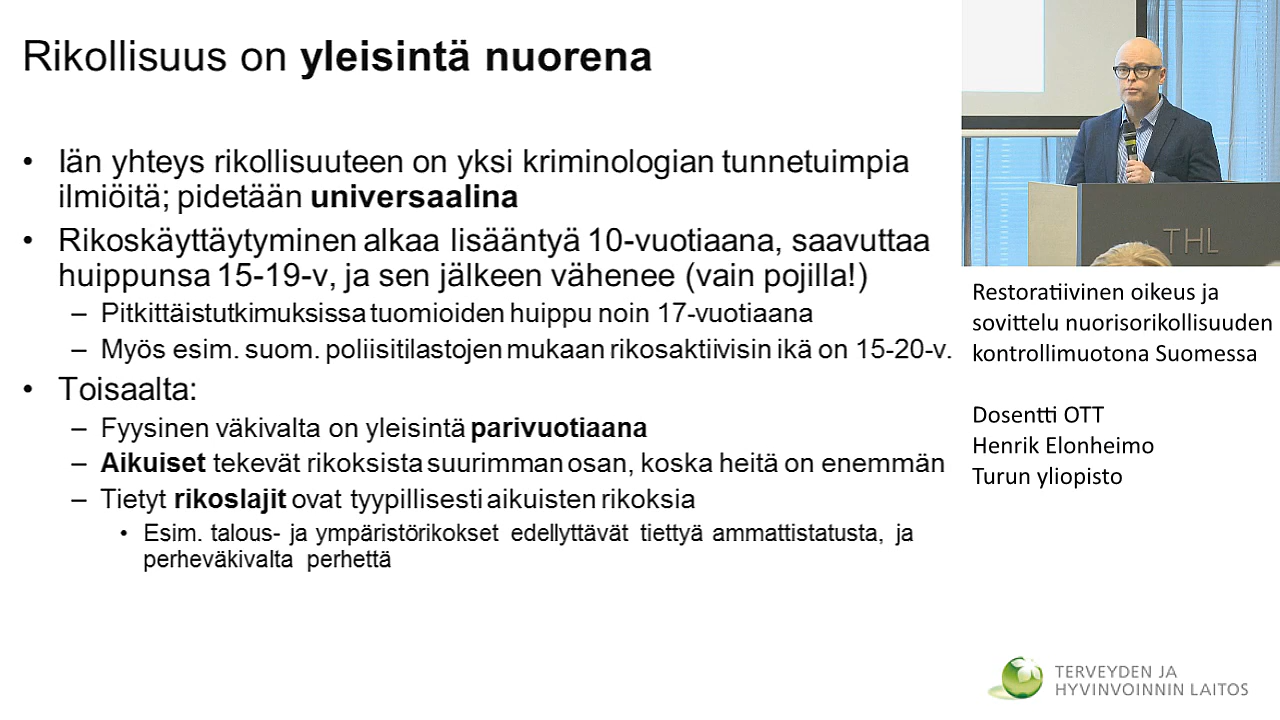 Rikollisuus on yleisintä nuorena
• Iän yhteys rikollisuuteen on yksi kriminologian tunnetuimpia
ilmiöitä; pidetään universaalina
• Rikoskäyttäytyminen alkaa lisääntyä 10-vuotiaana, saavuttaa
huippunsa 15-19-v, ja sen jälkeen vähenee (vain pojilla!)
– Pitkittäistutkimuksissa tuomioiden huippu noin 17-vuotiaana
– Myös esim. suom. poliisitilastojen mukaan rikosaktiivisin ikä on 15-20-v.
• Toisaalta:
– Fyysinen väkivalta on yleisintä parivuotiaana
– Aikuiset tekevät rikoksista suurimman osan, koska heitä on enemmän
– Tietyt rikoslajit ovat tyypillisesti aikuisten rikoksia
• Esim. talous- ja ympäristörikokset edellyttävät tiettyä ammattistatusta, ja
perheväkivalta perhettä
THL
Restoratiivinen oikeus ja
sovittelu nuorisorikollisuuden
kontrollimuotona Suomessa
Dosentti OTT
Henrik Elonheimo
Turun yliopisto
TERVEYDEN JA
HYVINVOINNIN LAITOS